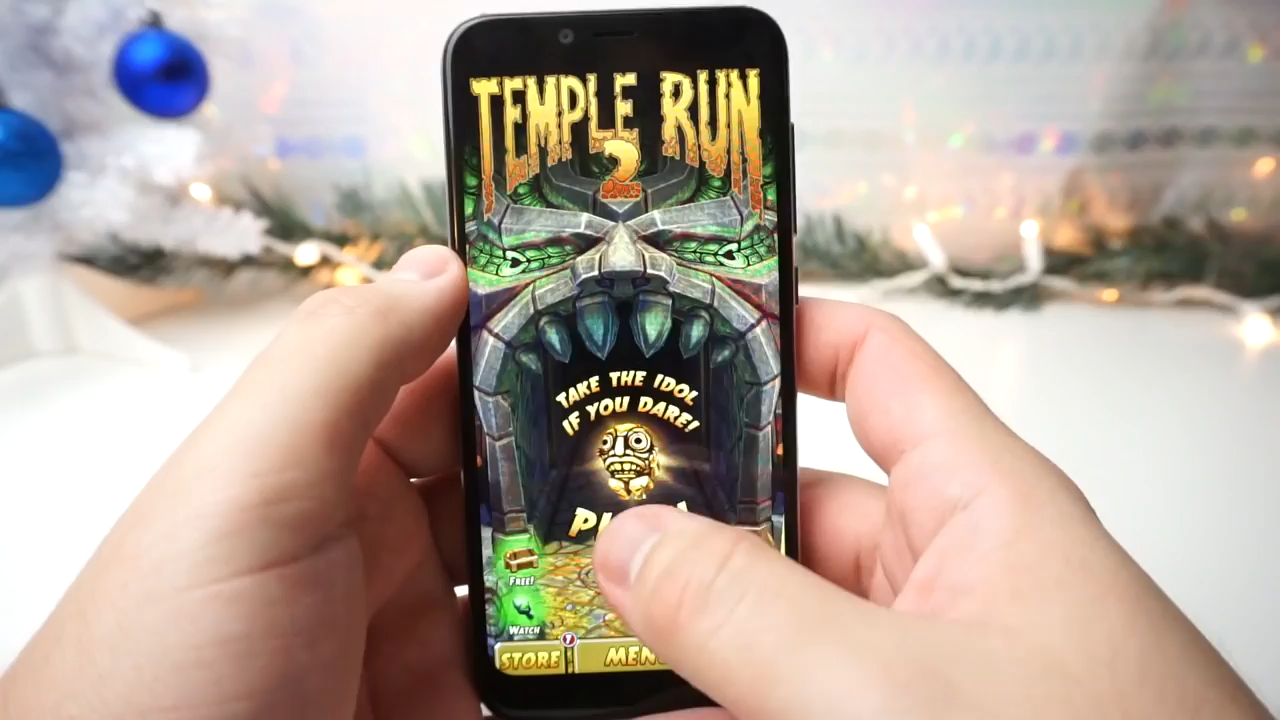 TEMPLE RUN
2
TAKE THE IDOL
IF YOU DARE!
FREE!
WATCH
STORE